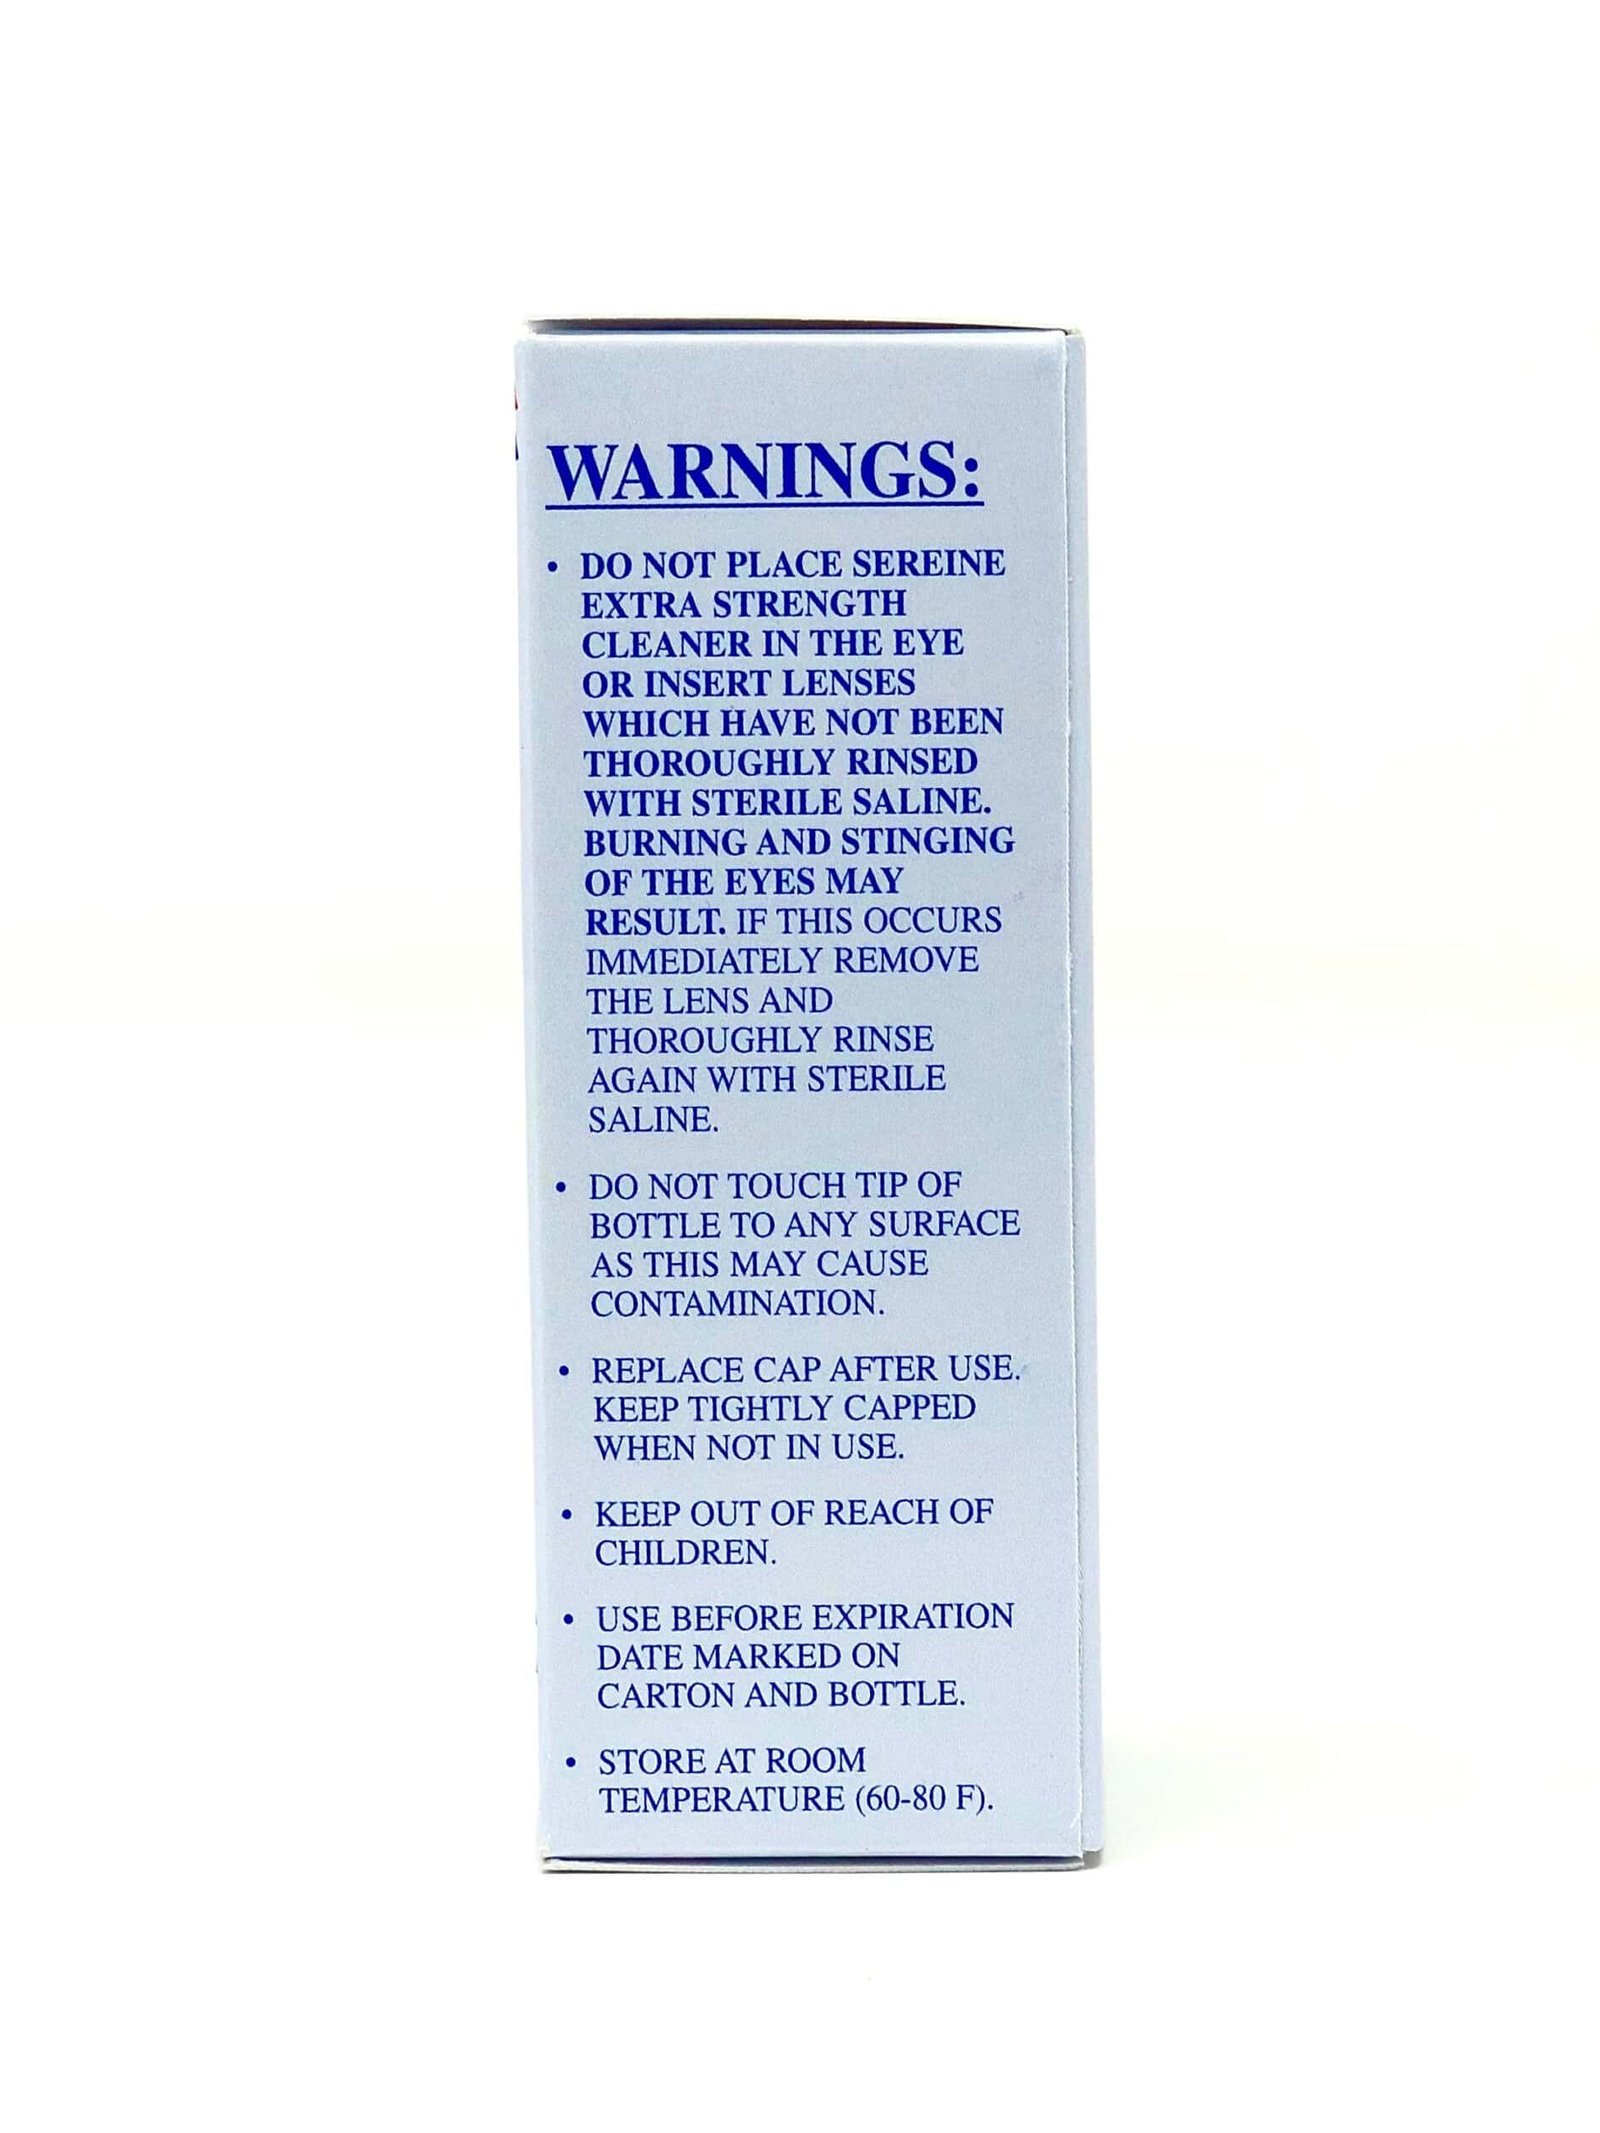 WARNINGS:
• DO NOT PLACE SEREINE
EXTRA STRENGTH
CLEANER IN THE EYE
OR INSERT LENSES
WHICH HAVE NOT BEEN
THOROUGHLY RINSED
WITH STERILE SALINE.
BURNING AND STINGING
OF THE EYES MAY
RESULT. IF THIS OCCURS
IMMEDIATELY REMOVE
THE LENS AND
THOROUGHLY RINSE
AGAIN WITH STERILE
SALINE.
• DO NOT TOUCH TIP OF
BOTTLE TO ANY SURFACE
AS THIS MAY CAUSE
CONTAMINATION.
• REPLACE CAP AFTER USE.
KEEP TIGHTLY CAPPED
WHEN NOT IN USE.
• KEEP OUT OF REACH OF
CHILDREN.
• USE BEFORE EXPIRATION
DATE MARKED ON
CARTON AND BOTTLE.
• STORE AT ROOM
TEMPERATURE (60-80 F).